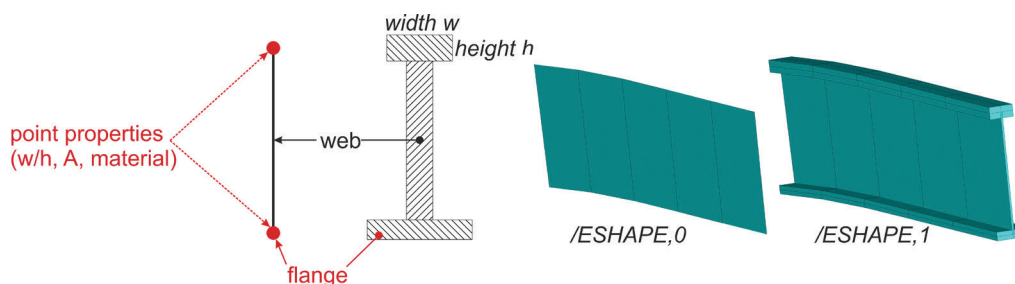 width w
height h
point properties
(w/h, A, material)
web
flange
/ESHAPE,0
/ESHAPE,1